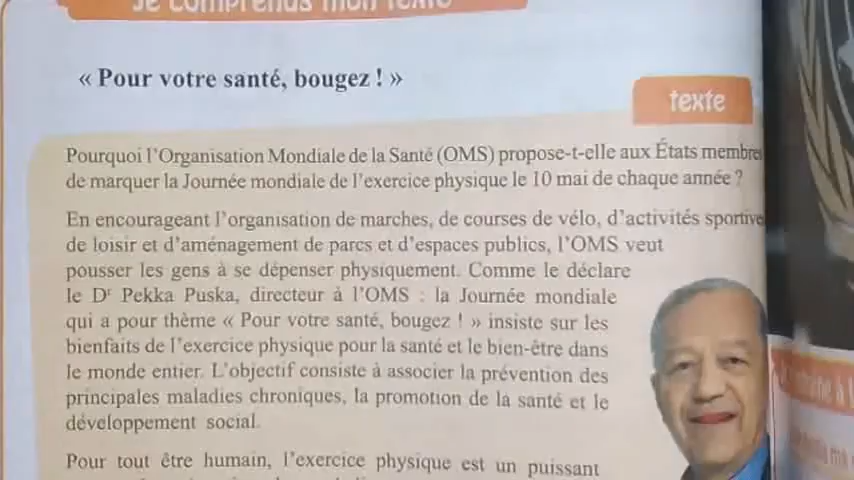 Je comprends mon texte
« Pour votre santé, bougez ! »
texte
Pourquoi l'Organisation Mondiale de la Santé (OMS) propose-t-elle aux États membres
de marquer la Journée mondiale de l'exercice physique le 10 mai de chaque année ?
En encourageant l'organisation de marches, de courses de vélo, d'activités sportive
de loisir et d'aménagement de parcs et d'espaces publics, l'OMS veut
pousser les gens à se dépenser physiquement. Comme le déclare
le Dr Pekka Puska, directeur à l'OMS : la Journée mondiale
qui a pour thème « Pour votre santé, bougez ! » insiste sur les
bienfaits de l'exercice physique pour la santé et le bien-être dans
le monde entier. L'objectif consiste à associer la prévention des
principales maladies chroniques, la promotion de la santé et le
développement social.
Pour tout être humain, l'exercice physique est un puissant